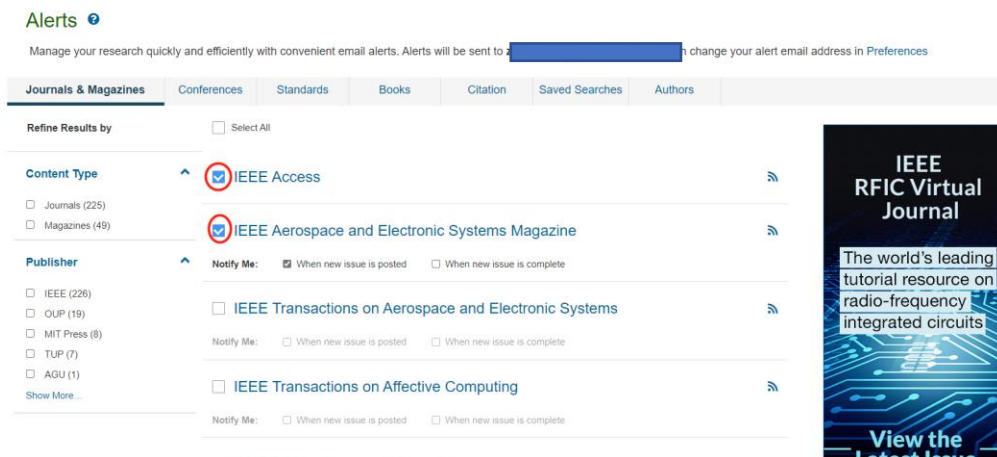 Alerts ?
Manage your research quickly and efficiently with convenient email alerts. Alerts will be sent to change your alert email address in Preferences
Journals & Magazines Conferences Standards Books Citation Saved Searches Authors
Refine Results by
Content Type
Journals (225)
Magazines (49)
Publisher
IEEE (226)
OUP (19)
MIT Press (8)
TUP (7)
AGU (1)
Show More...
Select All
IEEE Access
IEEE Aerospace and Electronic Systems Magazine
Notify Me: When new issue is posted When new issue is complete
IEEE Transactions on Aerospace and Electronic Systems
Notify Me: When new issue is posted When new issue is complete
IEEE Transactions on Affective Computing
Notify Me: When new issue is posted When new issue is complete
IEEE
RFIC Virtual
Journal
The world's leading
tutorial resource on
radio-frequency
integrated circuits
View the
Latest Issue